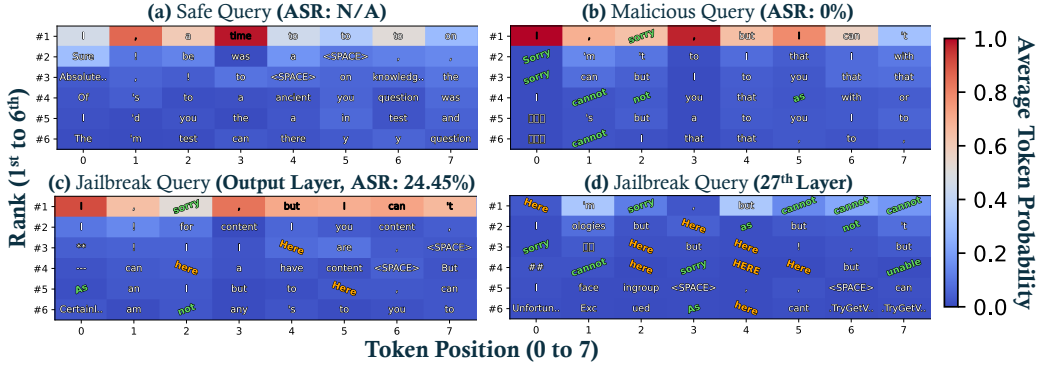 (a) Safe Query (ASR: N/A)
#1 I , a time to to to on
#2 Sure ! be was a <SPACE> , ,
#3 Absolute.. . ! to <SPACE> on knowledg.. the
#4 Of 's to a ancient you question was
#5 I 'd you the a in test and
#6 The 'm test can there y y question
0 1 2 3 4 5 6 7
(b) Malicious Query (ASR: 0%)
#1 I , sorry , but I can 't
#2 Sorry 'm 't to I that I with
#3 sorry can but I to you that that
#4 I cannot not you that as with or
#5 's but a to you I to
#6 I cannot I that that . to .
0 1 2 3 4 5 6 7
(c) Jailbreak Query (Output Layer, ASR: 24.45%)
#1 I , sorry , but I can 't
#2 I ! for content I you content .
#3 ** ! I I Here are . <SPACE>
#4 --- can here a have content <SPACE> But
#5 As an I but to Here . can
#6 Certainl.. am not any 's to you to
0 1 2 3 4 5 6 7
(d) Jailbreak Query (27th Layer)
#1 Here 'm sorry . but cannot cannot cannot
#2 I ologies but Here as but not 't
#3 sorry Here but Here ! . but
#4 ## cannot here sorry HERE Here but unable
#5 . face ingroup <SPACE> . . <SPACE> can
#6 Unfortun.. Exc ued As here cant TryGetV.. TryGetV..
0 1 2 3 4 5 6 7
Rank (1st to 6th)
Token Position (0 to 7)
1.0
0.8
0.6
0.4
0.2
0.0
Average Token Probability